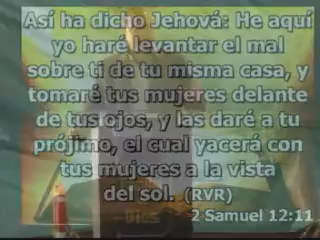 Así ha dicho Jehová: He aquí
yo haré levantar el mal
sobre ti de tu misma casa, y
tomaré tus mujeres delante
de tus ojos, y las daré a tu
prójimo, el cual yacerá con
tus mujeres a la vista
del sol. (RVR)
Dios
2 Samuel 12:11